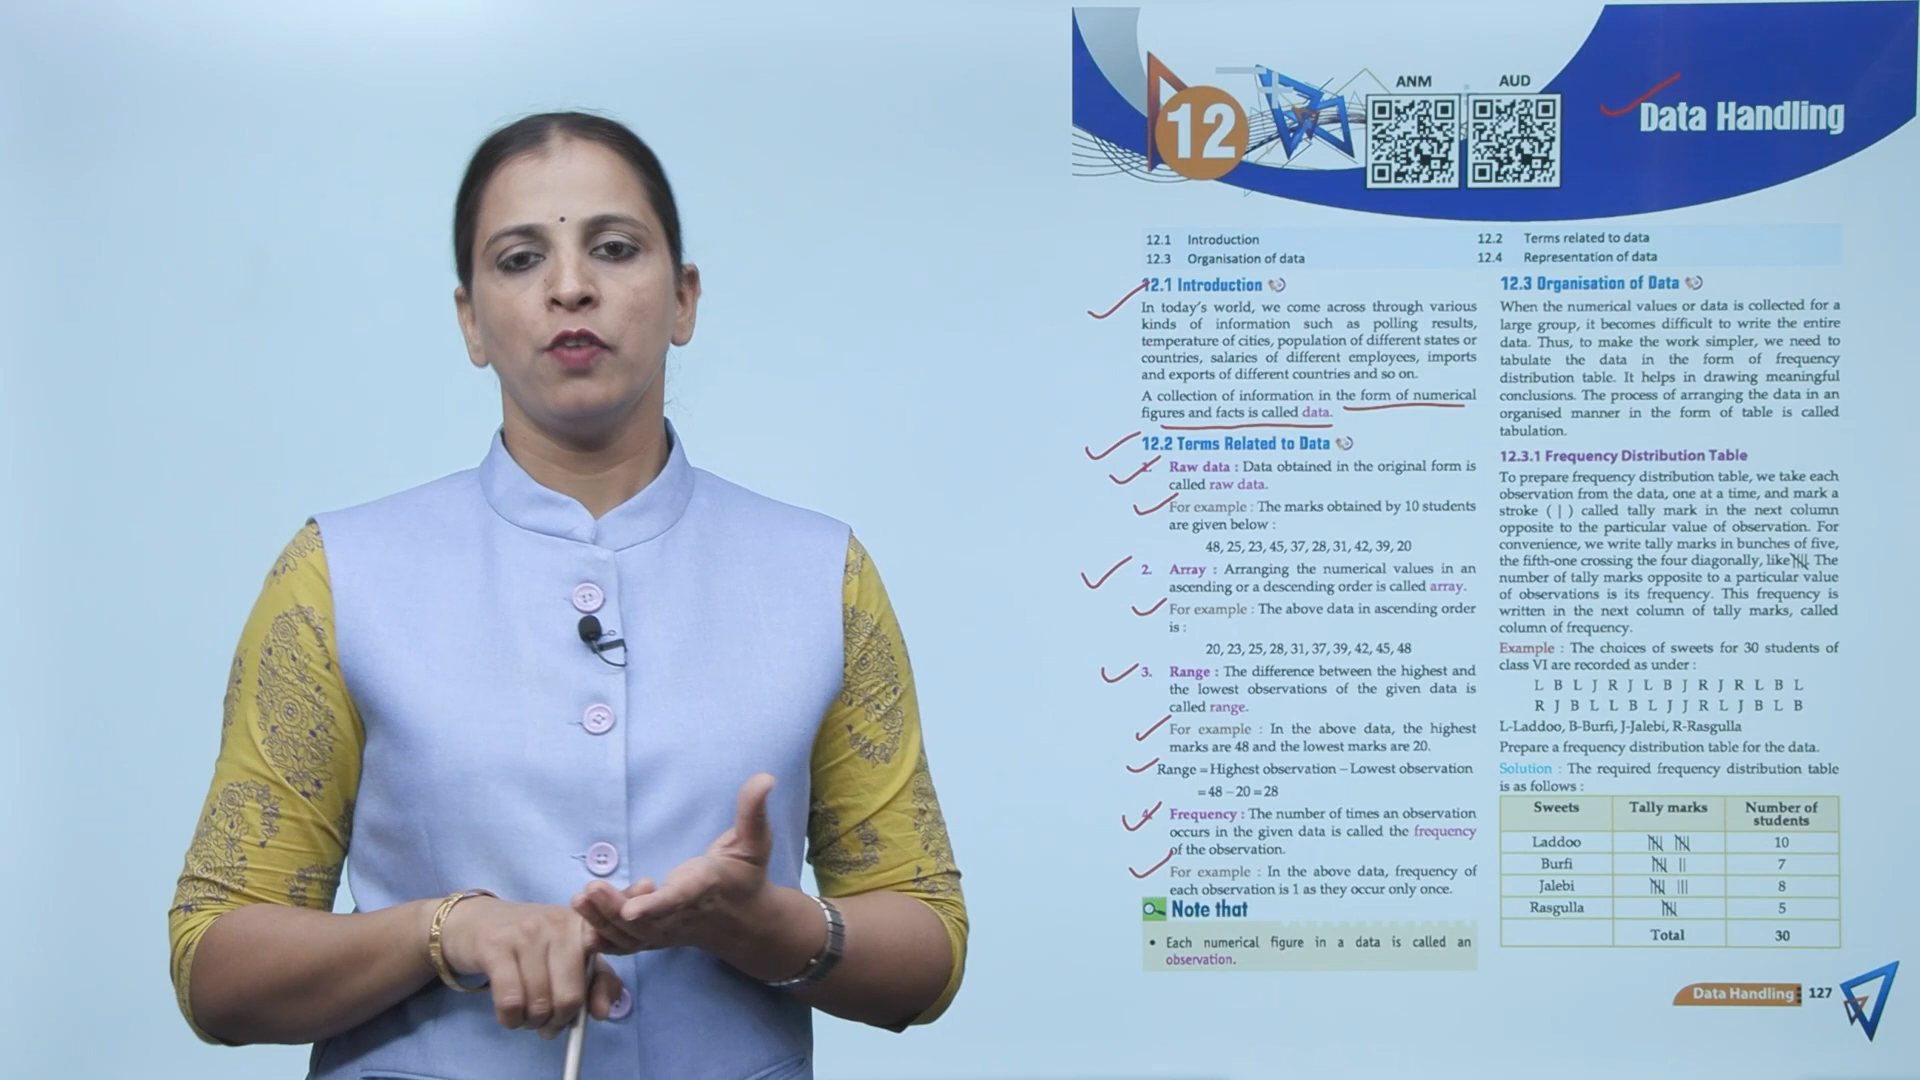 12
ANM
AUD
Data Handling
12.1 Introduction
12.2 Terms related to data
12.3 Organisation of data
12.4 Representation of data
12.1 Introduction
In today's world, we come across through various
kinds of information such as polling results,
temperature of cities, population of different states or
countries, salaries of different employees, imports
and exports of different countries and so on.
A collection of information in the form of numerical
figures and facts is called data.
12.2 Terms Related to Data
1. Raw data : Data obtained in the original form is
called raw data.
For example : The marks obtained by 10 students
are given below :
48, 25, 23, 45, 37, 28, 31, 42, 39, 20
2. Array : Arranging the numerical values in an
ascending or a descending order is called array.
For example : The above data in ascending order
is :
20, 23, 25, 28, 31, 37, 39, 42, 45, 48
3. Range : The difference between the highest and
the lowest observations of the given data is
called range.
For example : In the above data, the highest
marks are 48 and the lowest marks are 20.
Range = Highest observation – Lowest observation
= 48 – 20 = 28
4. Frequency : The number of times an observation
occurs in the given data is called the frequency
of the observation.
For example : In the above data, frequency of
each observation is 1 as they occur only once.
Note that
• Each numerical figure in a data is called an
observation.
12.3 Organisation of Data
When the numerical values or data is collected for a
large group, it becomes difficult to write the entire
data. Thus, to make the work simpler, we need to
tabulate the data in the form of frequency
distribution table. It helps in drawing meaningful
conclusions. The process of arranging the data in an
organised manner in the form of table is called
tabulation.
12.3.1 Frequency Distribution Table
To prepare frequency distribution table, we take each
observation from the data, one at a time, and mark a
stroke ( | ) called tally mark in the next column
opposite to the particular value of observation. For
convenience, we write tally marks in bunches of five,
the fifth-one crossing the four diagonally, like The
number of tally marks opposite to a particular value
of observations is its frequency. This frequency is
written in the next column of tally marks, called
column of frequency.
Example : The choices of sweets for 30 students of
class VI are recorded as under :
L B L J R J L B J R J R L B L
R J B L L B L J J R L J B L B
L-Laddoo, B-Burfi, J-Jalebi, R-Rasgulla
Prepare a frequency distribution table for the data.
Solution : The required frequency distribution table
is as follows :
Sweets Tally marks Number of
students
Laddoo 10
Burfi || 7
Jalebi ||| 8
Rasgulla 5
Total 30
Data Handling 127